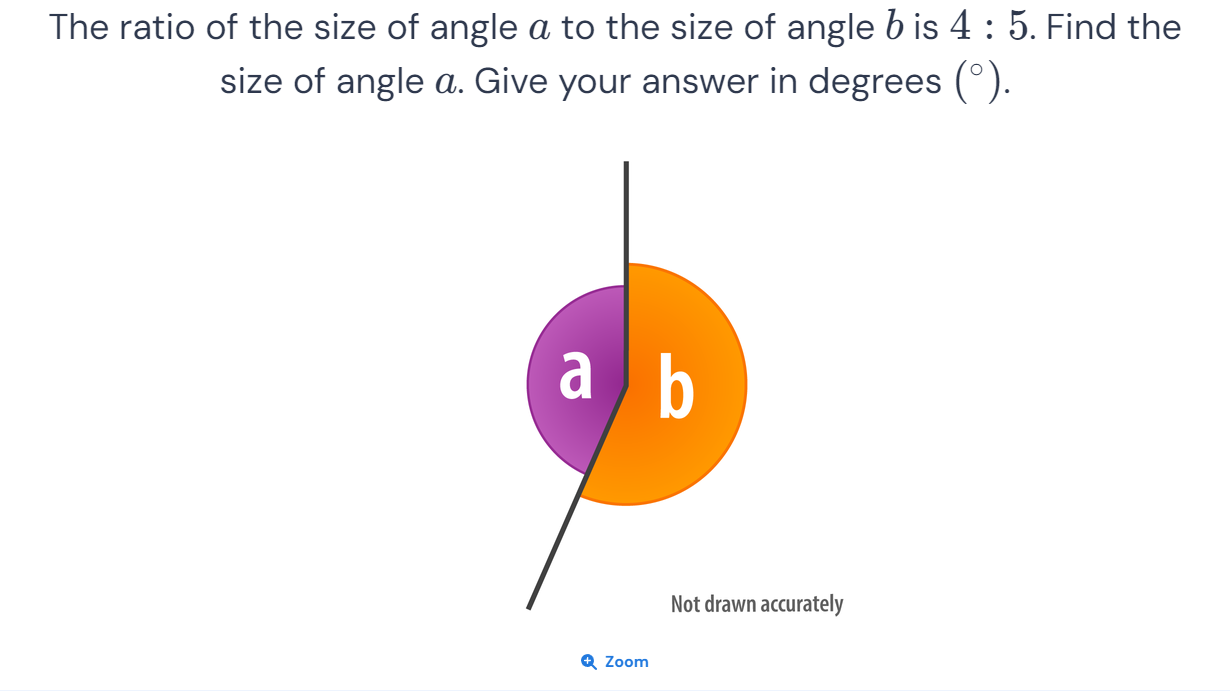 The ratio of the size of angle a to the size of angle b is 4 : 5. Find the
size of angle a. Give your answer in degrees (°).
a
b
Not drawn accurately
Zoom